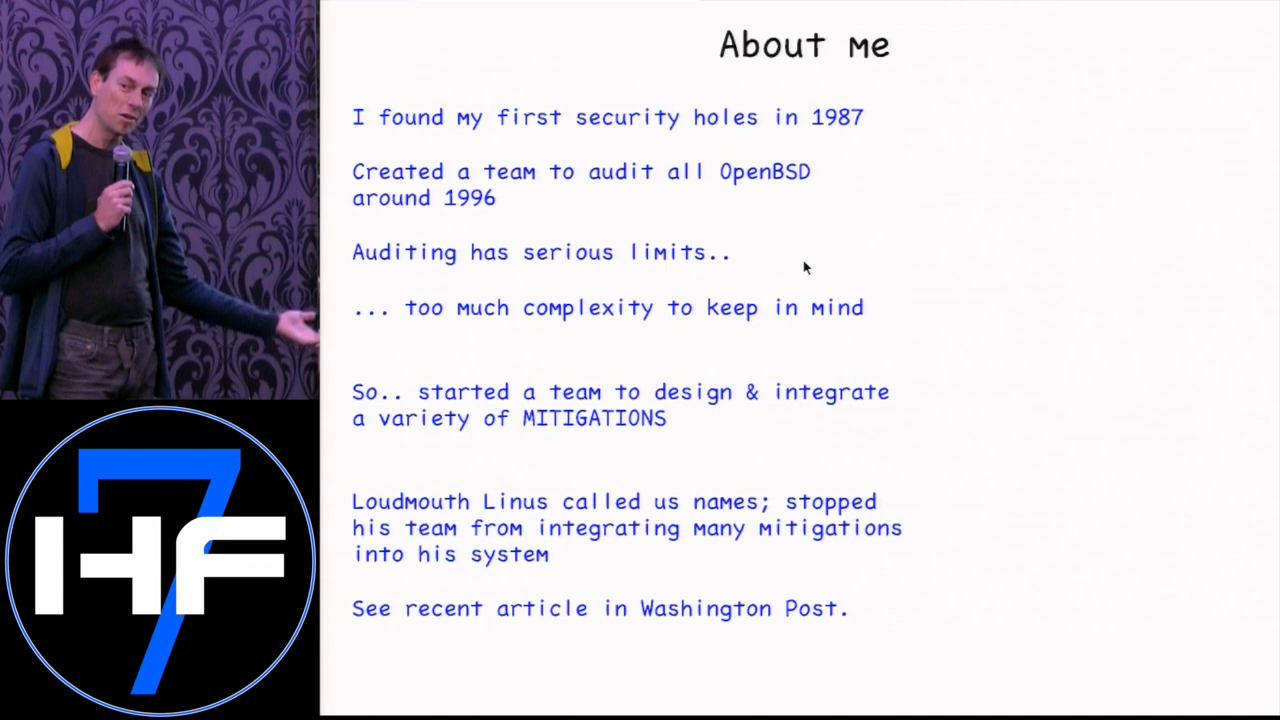 About me
I found my first security holes in 1987
Created a team to audit all OpenBSD
around 1996
Auditing has serious limits..
... too much complexity to keep in mind
So.. started a team to design & integrate
a variety of MITIGATIONS
Loudmouth Linus called us names; stopped
his team from integrating many mitigations
into his system
See recent article in Washington Post.
7
HF